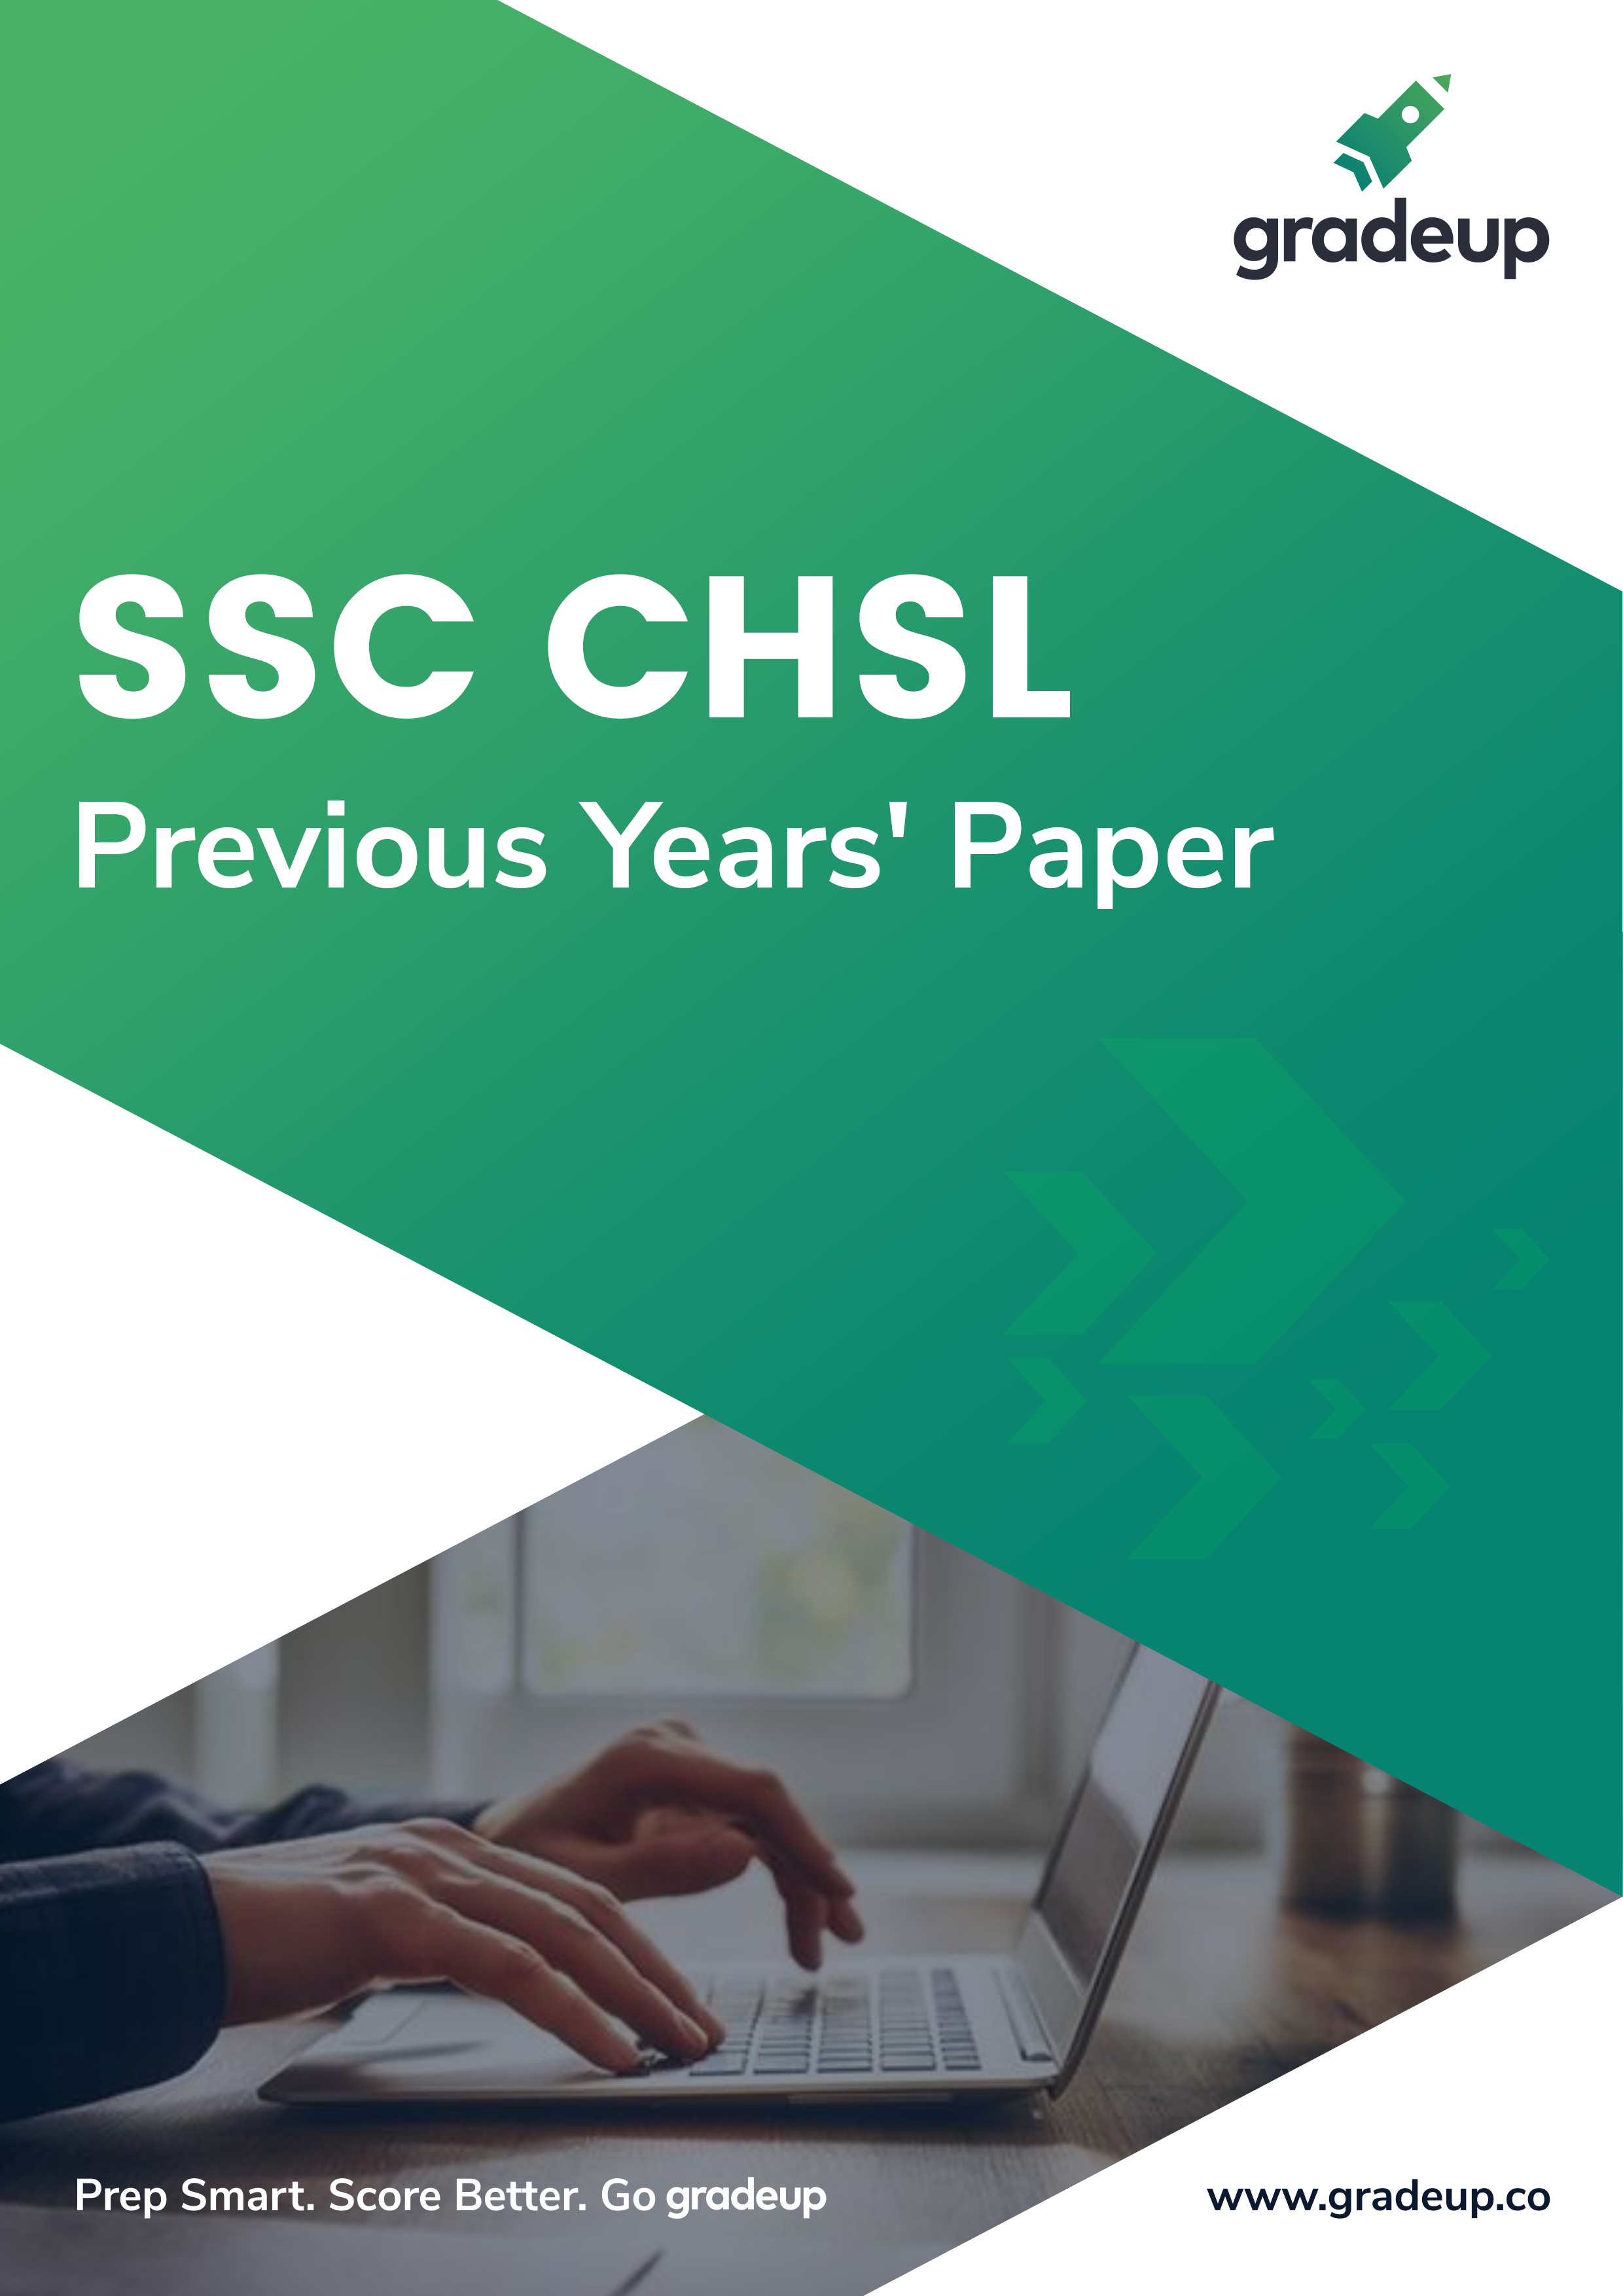 gradeup
SSC CHSL
Previous Years' Paper
Prep Smart. Score Better. Go gradeup
www.gradeup.co